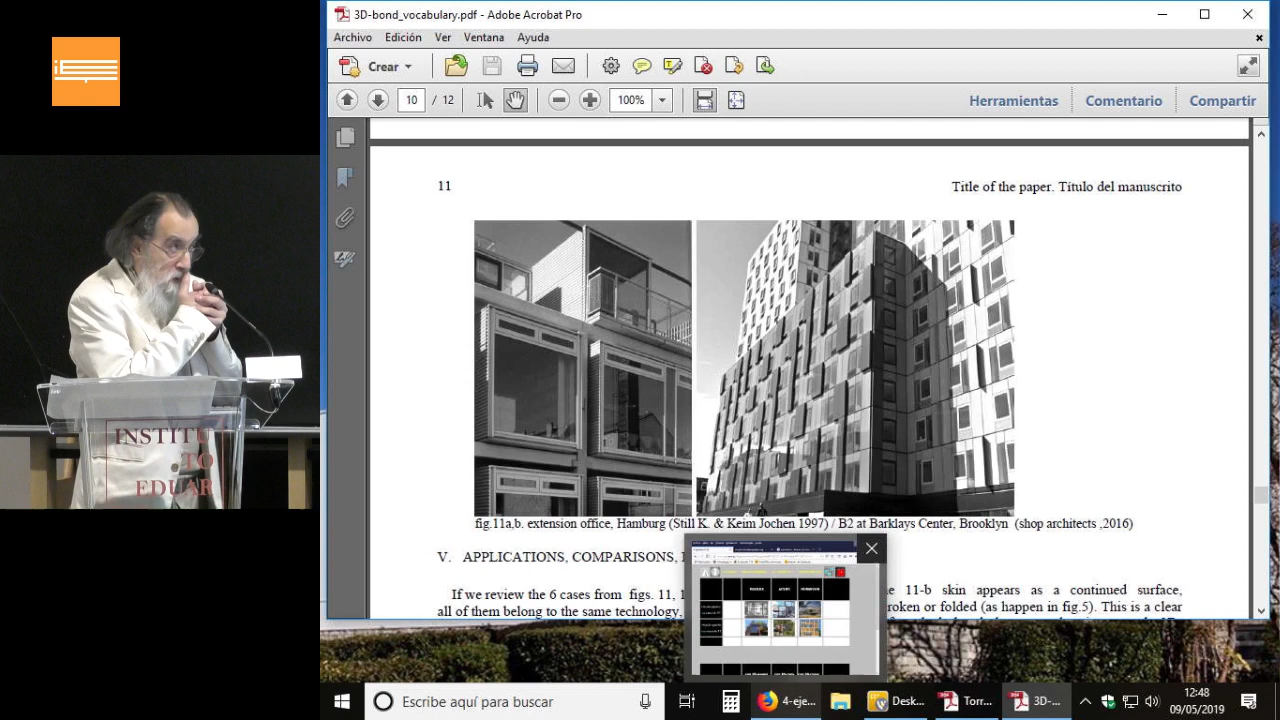 3D-bond_vocabulary.pdf - Adobe Acrobat Pro
Archivo Edición Ver Ventana Ayuda
Crear
10 / 12 100% Herramientas Comentario Compartir
11 Title of the paper. Título del manuscrito
fig.11a,b. extension office, Hamburg (Still K. & Keim Jochen 1997) / B2 at Barklays Center, Brooklyn (shop architects ,2016)
V. APPLICATIONS, COMPARISONS,
If we review the 6 cases from figs. 11, 1 11-b skin appears as a continued surface,
all of them belong to the same technology, roken or folded (as happen in fig.5). This is a clear
INSTITU
.TO
EDUAR
Escribe aquí para buscar
4-eje... Desk... Torr... 3D-...
12:48
09/05/2019